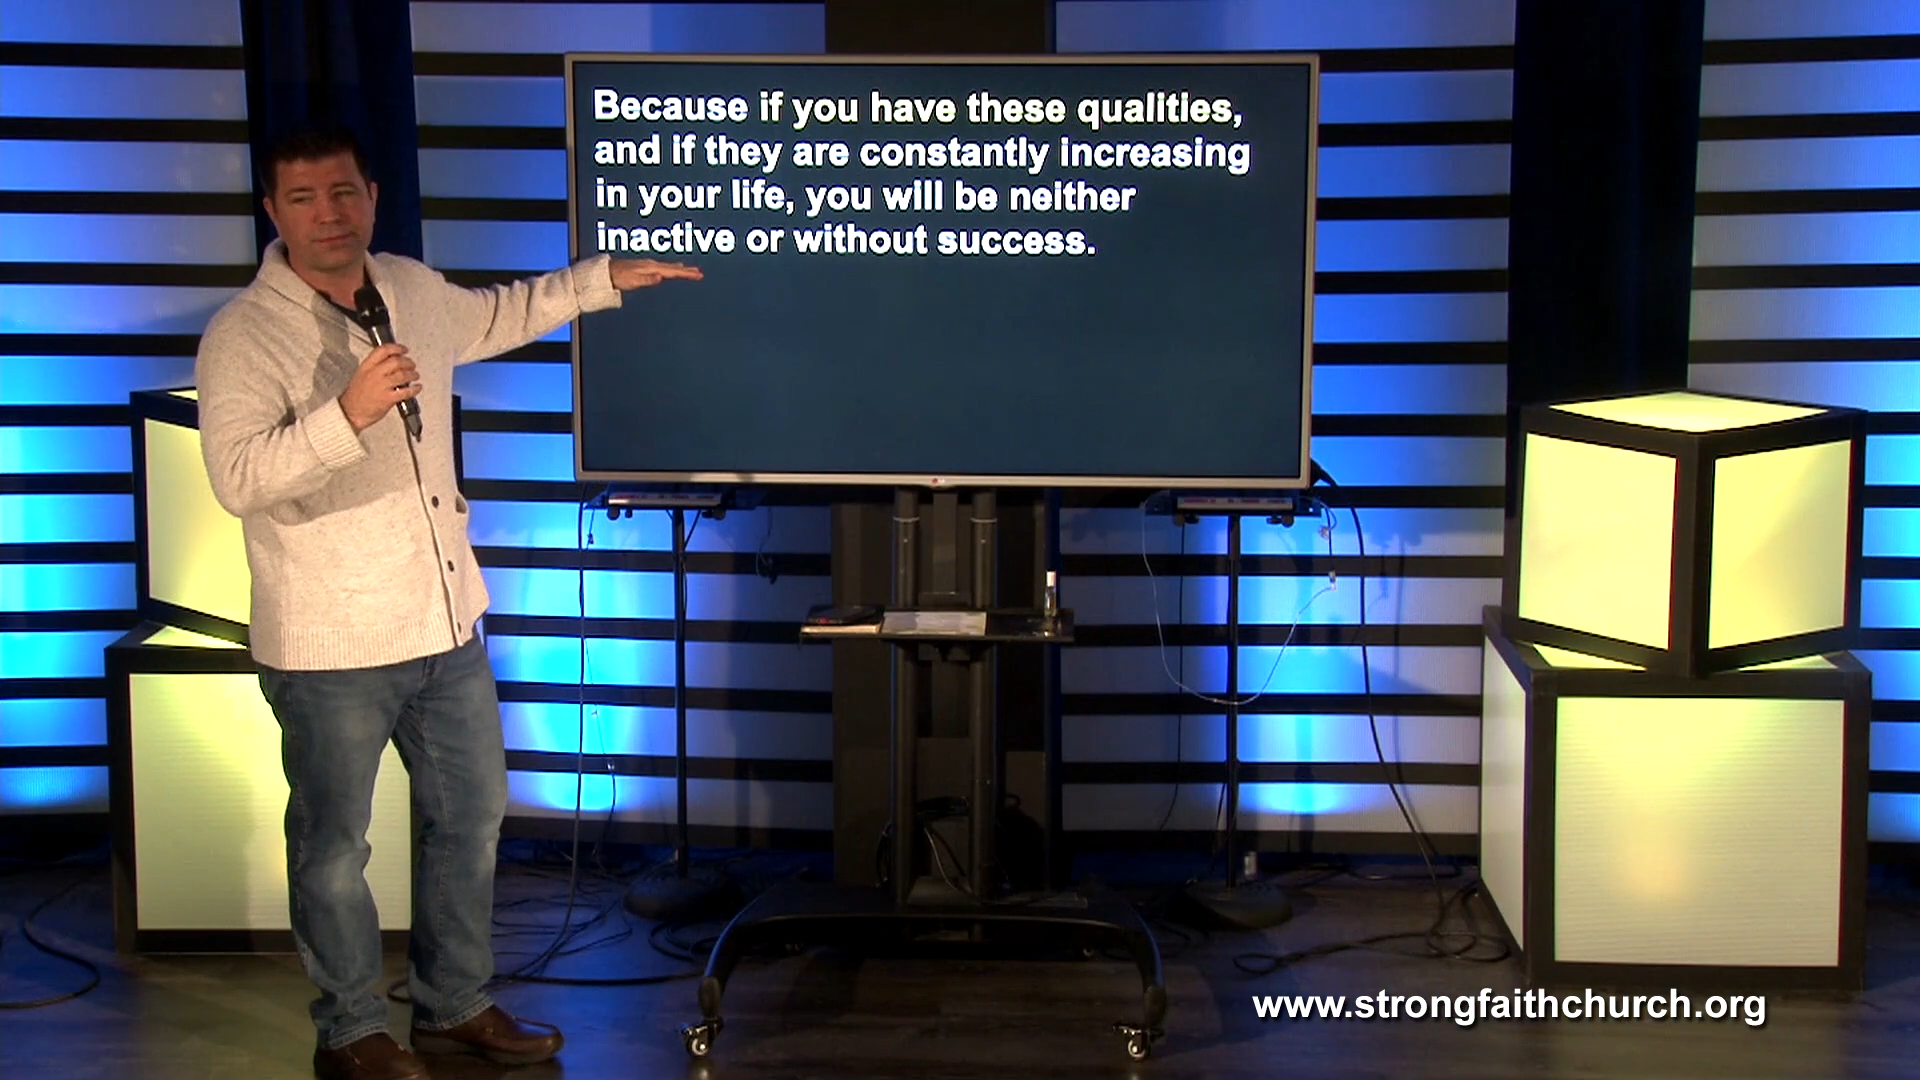 Because if you have these qualities,
and if they are constantly increasing
in your life, you will be neither
inactive or without success.
www.strongfaithchurch.org